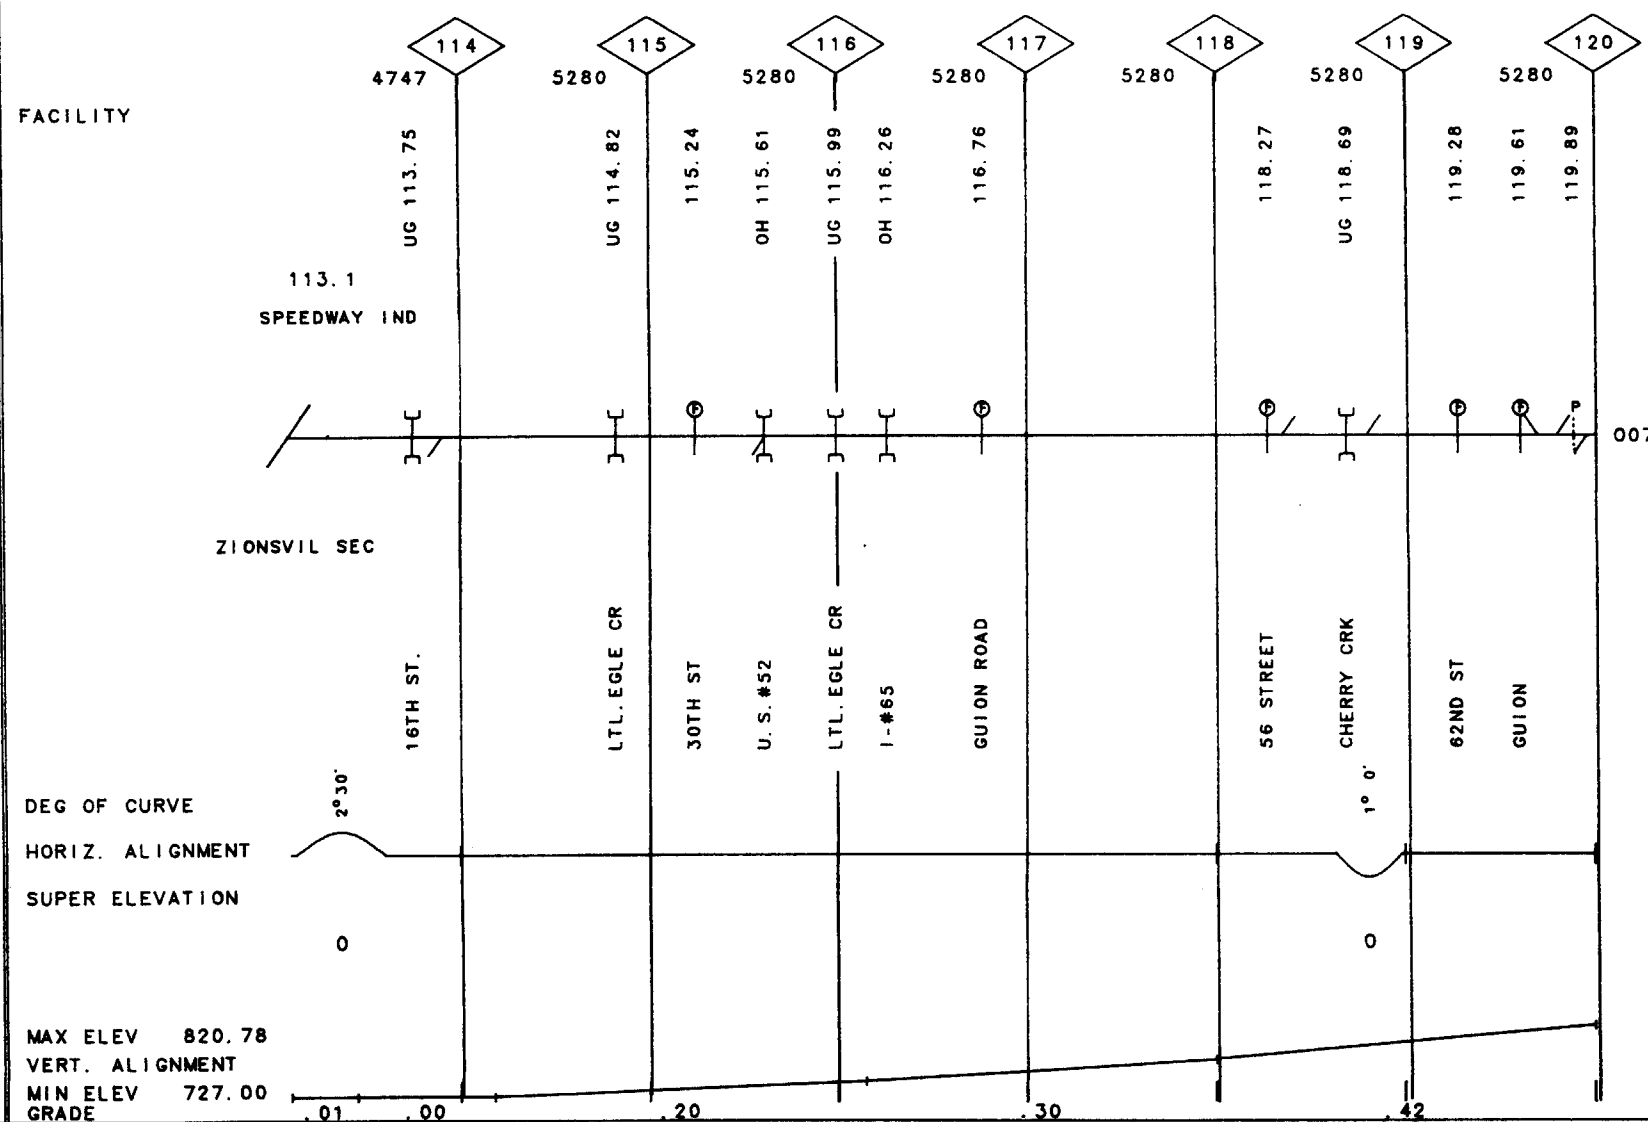 114 115 116 117 118 119 120
4747 5280 5280 5280 5280 5280 5280
FACILITY
UG 113.75
UG 114.82
115.24
OH 115.61
UG 115.99
OH 116.26
116.76
118.27
UG 118.69
119.28
119.61
119.89
113.1
SPEEDWAY IND
F F F F F P
007
ZIONSVIL SEC
16TH ST.
LTL.EGLE CR
30TH ST
U.S.#52
LTL.EGLE CR
I-#65
GUION ROAD
56 STREET
CHERRY CRK
62ND ST
GUION
DEG OF CURVE 2°30' 1° 0'
HORIZ. ALIGNMENT
SUPER ELEVATION
0 0
MAX ELEV 820.78
VERT. ALIGNMENT
MIN ELEV 727.00
GRADE .01 .00 .20 .30 .42